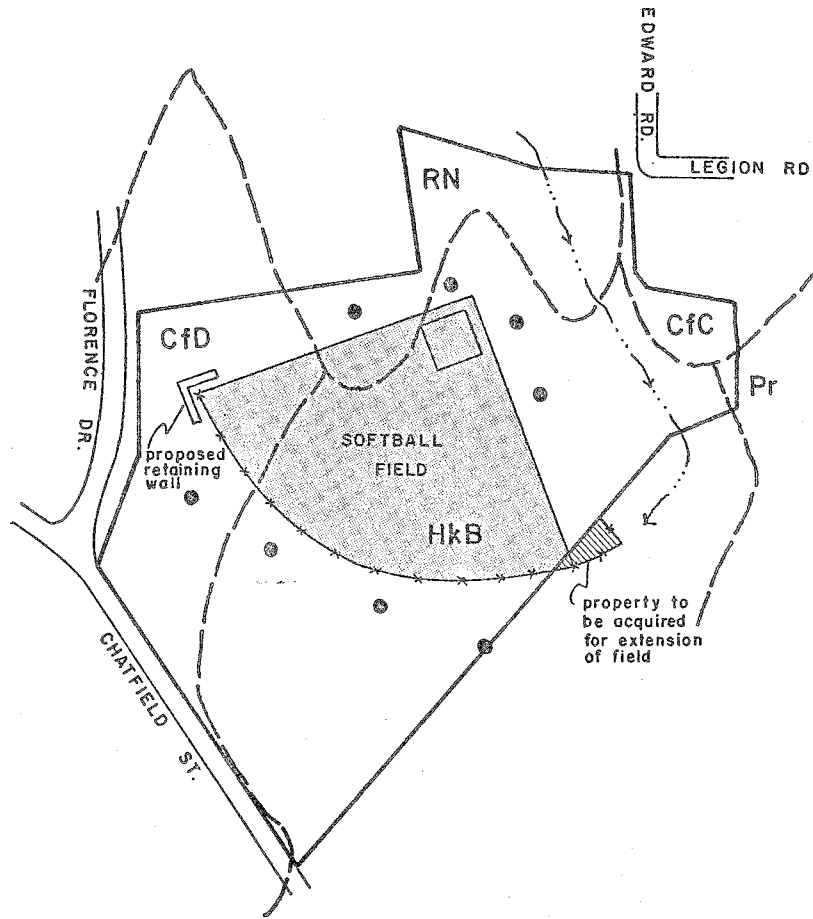 EDWARD RD.
LEGION RD
RN
CfC
Pr
FLORENCE DR.
CfD
proposed
retaining
wall
SOFTBALL
FIELD
HkB
property to
be acquired
for extension
of field
CHATFIELD ST.